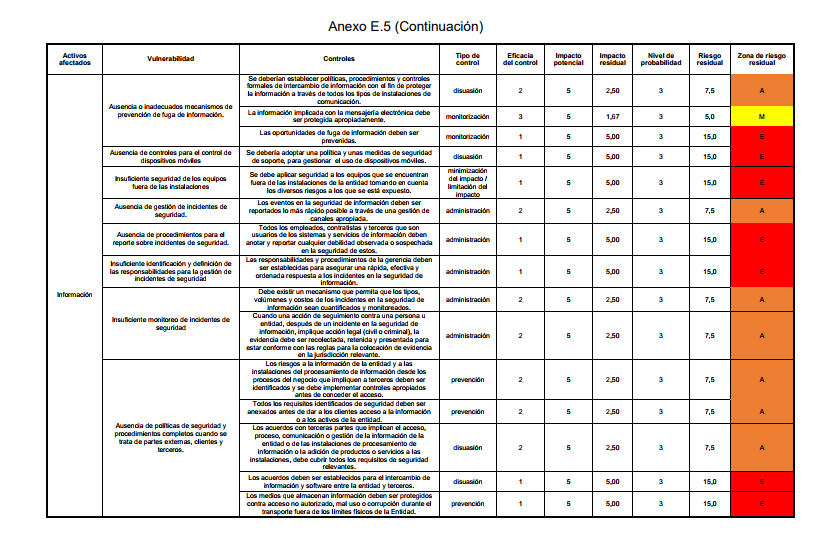 Anexo E.5 (Continuación)
Activos afectados | Vulnerabilidad | Controles | Tipo de control | Eficacia del control | Impacto potencial | Impacto residual | Nivel de probabilidad | Riesgo residual | Zona de riesgo residual
Información
Ausencia o inadecuados mecanismos de
prevención de fuga de información.
Se deberían establecer políticas, procedimientos y controles
formales de intercambio de información con el fin de proteger
la información a través de todos los tipos de instalaciones de
comunicación.
disuasión | 2 | 5 | 2,50 | 3 | 7,5 | A
La información implicada con la mensajería electrónica debe
ser protegida apropiadamente.
monitorización | 3 | 5 | 1,67 | 3 | 5,0 | M
Las oportunidades de fuga de información deben ser
prevenidas.
monitorización | 1 | 5 | 5,00 | 3 | 15,0 | E
Ausencia de controles para el control de
dispositivos móviles
Se debería adoptar una política y unas medidas de seguridad
de soporte, para gestionar el uso de dispositivos móviles.
disuasión | 1 | 5 | 5,00 | 3 | 15,0 | E
Insuficiente seguridad de los equipos
fuera de las instalaciones
Se debe aplicar seguridad a los equipos que se encuentran
fuera de las instalaciones de la entidad tomando en cuenta
los diversos riesgos a los que se está expuesto.
minimización
del impacto /
limitación del
impacto
1 | 5 | 5,00 | 3 | 15,0 | E
Ausencia de gestión de incidentes de
seguridad.
Los eventos en la seguridad de información deben ser
reportados lo más rápido posible a través de una gestión de
canales apropiada.
administración | 2 | 5 | 2,50 | 3 | 7,5 | A
Ausencia de procedimientos para el
reporte sobre incidentes de seguridad.
Todos los empleados, contratistas y terceros que son
usuarios de los sistemas y servicios de información deben
anotar y reportar cualquier debilidad observada o sospechada
en la seguridad de estos.
administración | 1 | 5 | 5,00 | 3 | 15,0 | E
Insuficiente identificación y definición de
las responsabilidades para la gestión de
incidentes de seguridad
Las responsabilidades y procedimientos de la gerencia deben
ser establecidas para asegurar una rápida, efectiva y
ordenada respuesta a los incidentes en la seguridad de
información.
administración | 1 | 5 | 5,00 | 3 | 15,0 | E
Insuficiente monitoreo de incidentes de
seguridad
Debe existir un mecanismo que permita que los tipos,
volúmenes y costos de los incidentes en la seguridad de
información sean cuantificados y monitoreados.
administración | 2 | 5 | 2,50 | 3 | 7,5 | A
Cuando una acción de seguimiento contra una persona u
entidad, después de un incidente en la seguridad de
información, implique acción legal (civil o criminal), la
evidencia debe ser recolectada, retenida y presentada para
estar conforme con las reglas para la colocación de evidencia
en la jurisdicción relevante.
administración | 2 | 5 | 2,50 | 3 | 7,5 | A
Ausencia de políticas de seguridad y
procedimientos completos cuando se
trata de partes externas, clientes y
terceros.
Los riesgos a la información de la entidad y a las
instalaciones del procesamiento de información desde los
procesos del negocio que impliquen a terceros deben ser
identificados y se debe implementar controles apropiados
antes de conceder el acceso.
prevención | 2 | 5 | 2,50 | 3 | 7,5 | A
Todos los requisitos identificados de seguridad deben ser
anexados antes de dar a los clientes acceso a la información
o a los activos de la entidad.
prevención | 2 | 5 | 2,50 | 3 | 7,5 | A
Los acuerdos con terceras partes que implican el acceso,
proceso, comunicación o gestión de la información de la
entidad o de las instalaciones de procesamiento de
información o la adición de productos o servicios a las
instalaciones, debe cubrir todos los requisitos de seguridad
relevantes.
disuasión | 2 | 5 | 2,50 | 3 | 7,5 | A
Los acuerdos deben ser establecidos para el intercambio de
información y software entre la entidad y terceros.
disuasión | 1 | 5 | 5,00 | 3 | 15,0 | E
Los medios que almacenan información deben ser protegidos
contra acceso no autorizado, mal uso o corrupción durante el
transporte fuera de los límites físicos de la Entidad.
prevención | 1 | 5 | 5,00 | 3 | 15,0 | E